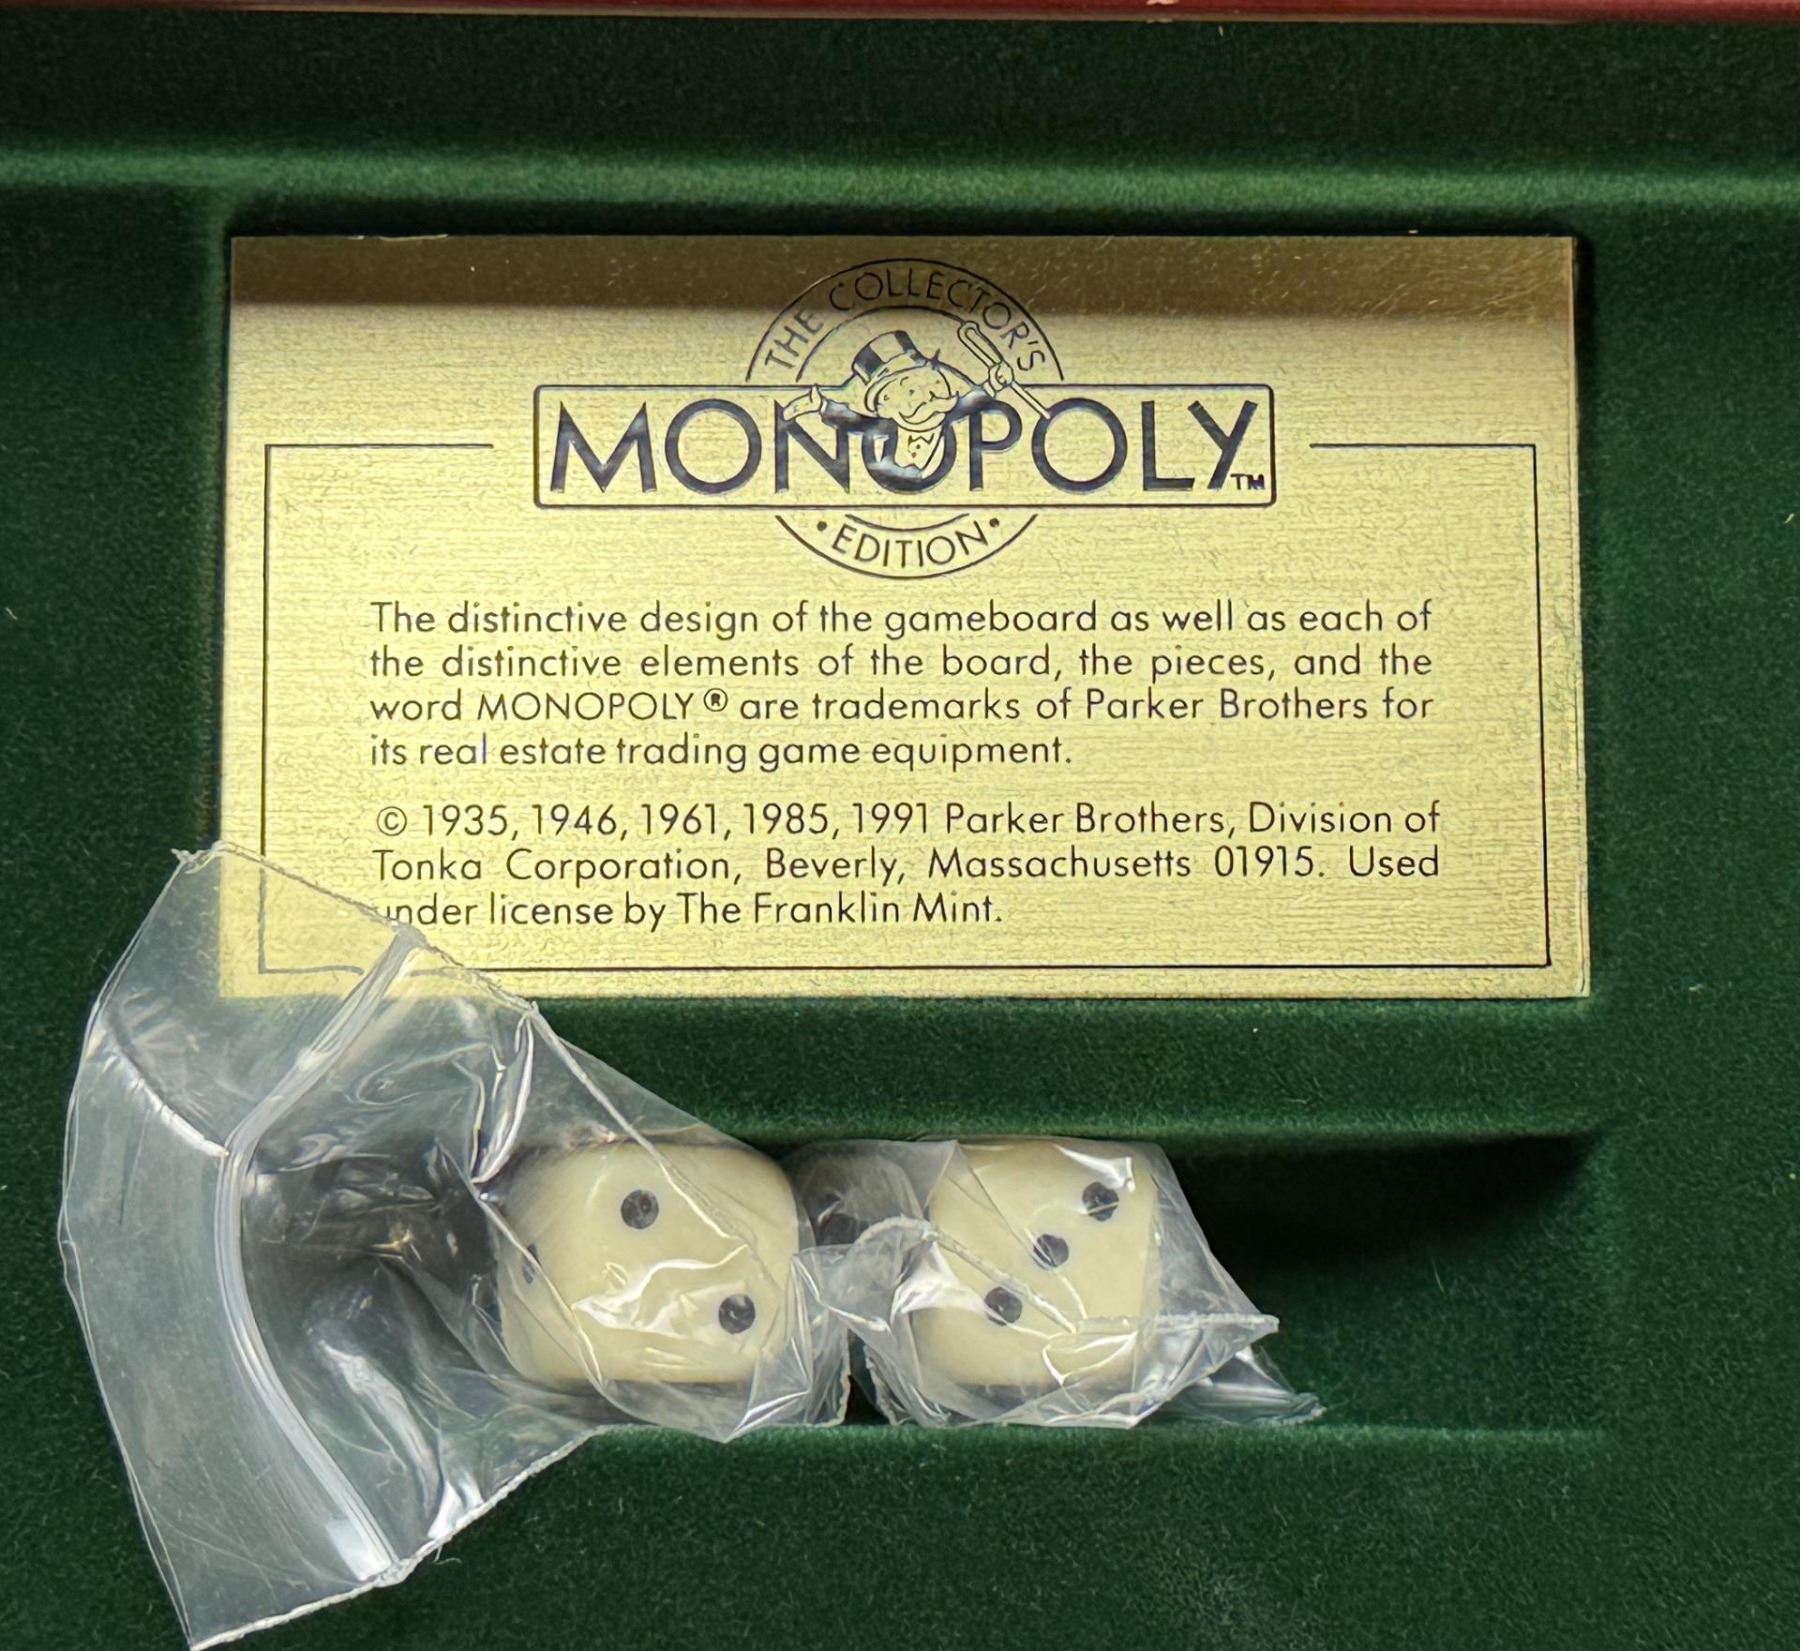 THE COLLECTOR'S
MONOPOLY™
• EDITION •
The distinctive design of the gameboard as well as each of
the distinctive elements of the board, the pieces, and the
word MONOPOLY® are trademarks of Parker Brothers for
its real estate trading game equipment.
© 1935, 1946, 1961, 1985, 1991 Parker Brothers, Division of
Tonka Corporation, Beverly, Massachusetts 01915. Used
under license by The Franklin Mint.